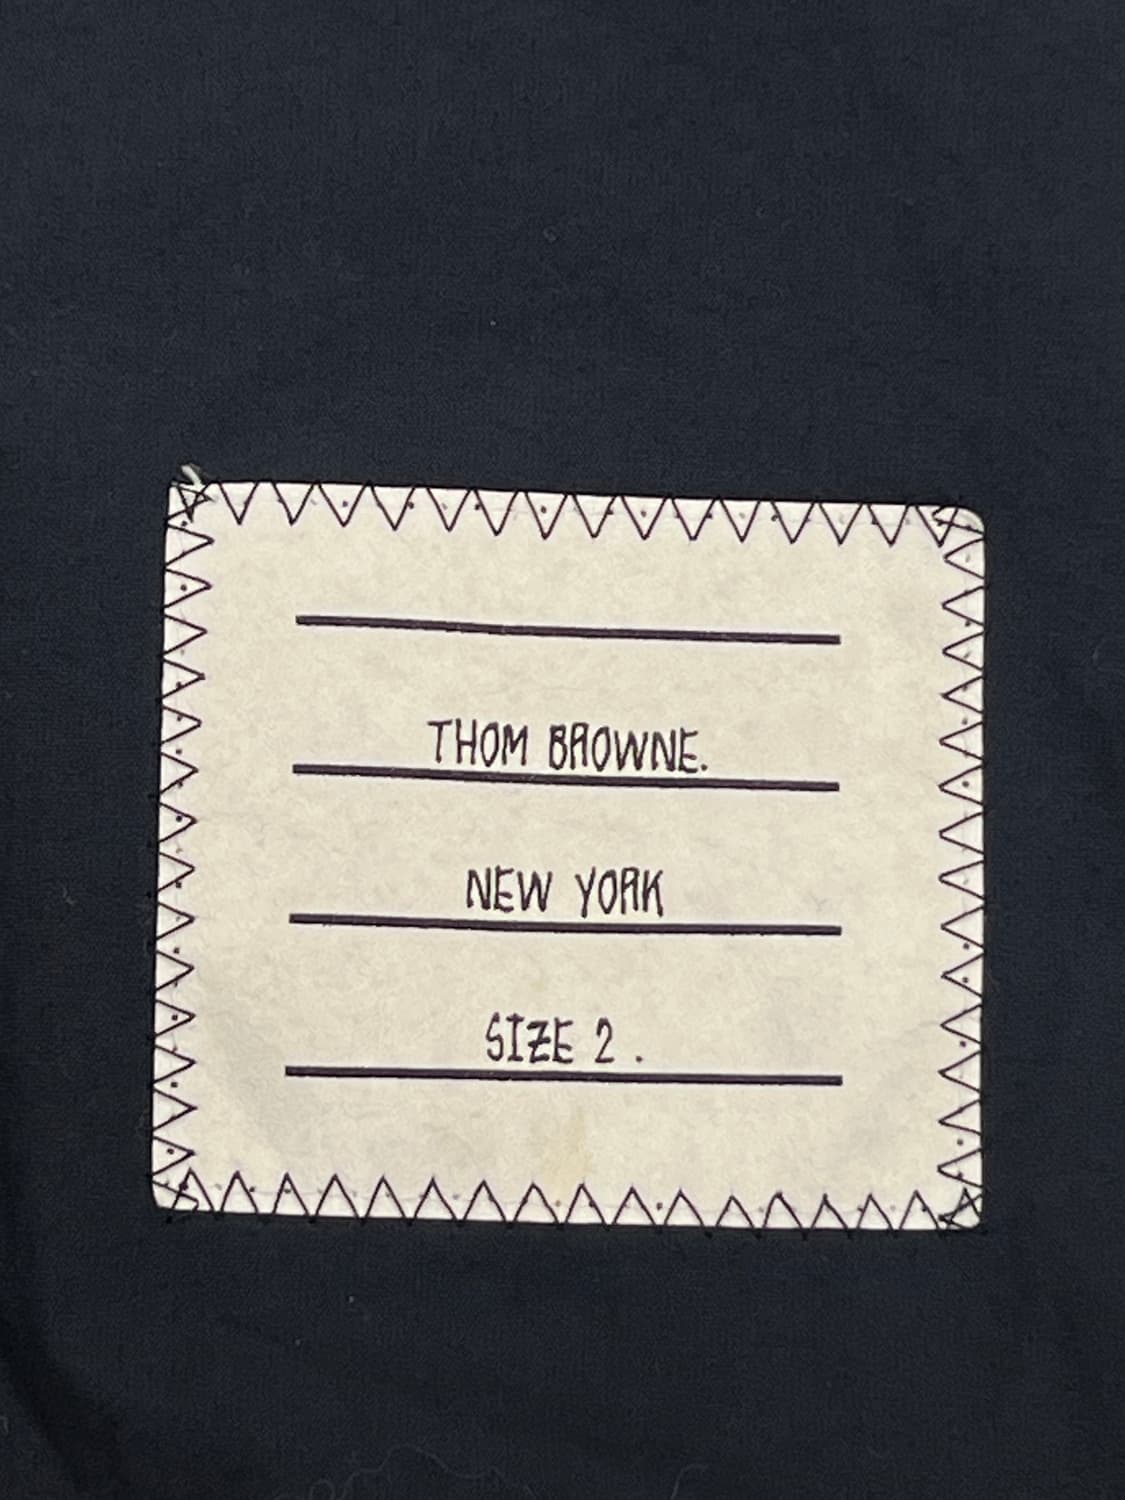 THOM BROWNE.
NEW YORK
SIZE 2 .